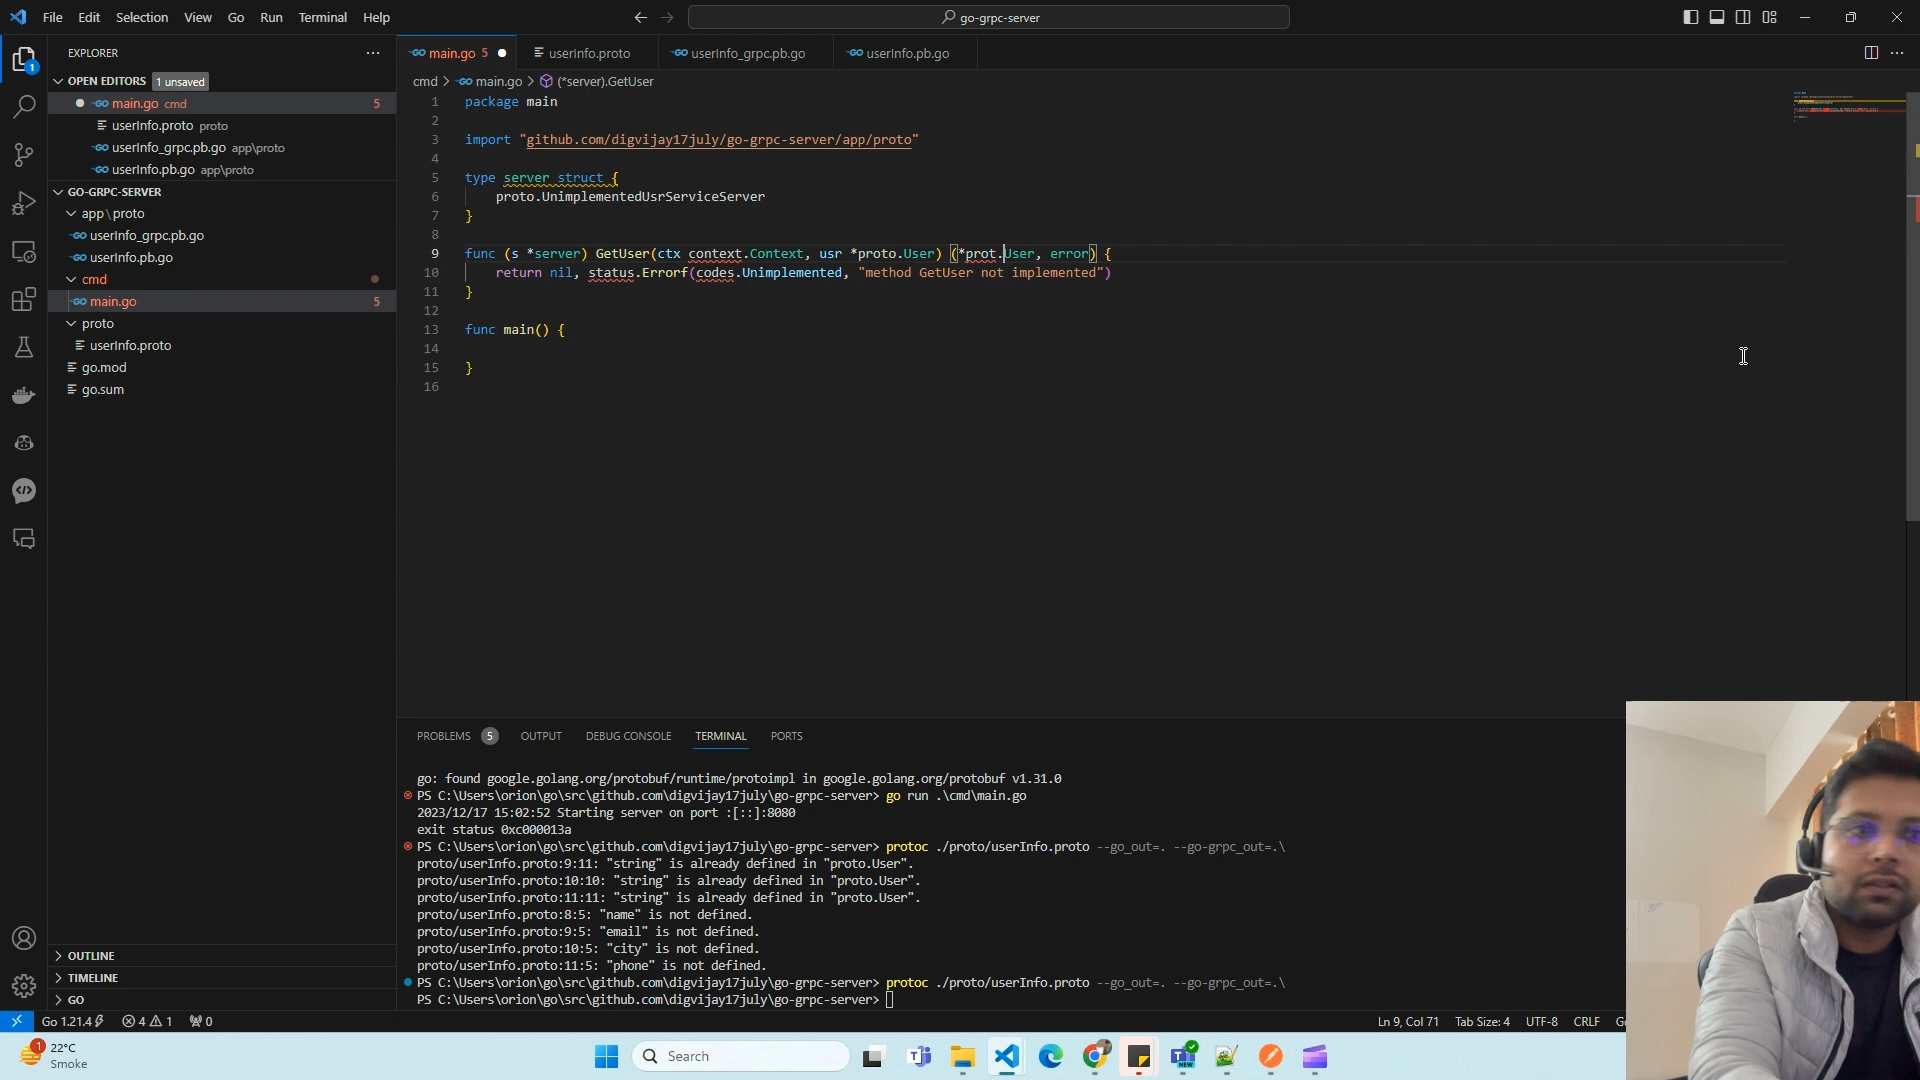 File Edit Selection View Go Run Terminal Help
go-grpc-server
EXPLORER
OPEN EDITORS 1 unsaved
main.go cmd 5
userInfo.proto proto
userInfo_grpc.pb.go app\proto
userInfo.pb.go app\proto
GO-GRPC-SERVER
app\proto
userInfo_grpc.pb.go
userInfo.pb.go
cmd
main.go 5
proto
userInfo.proto
go.mod
go.sum
OUTLINE
TIMELINE
GO
main.go 5 userInfo.proto userInfo_grpc.pb.go userInfo.pb.go
cmd > main.go > (*server).GetUser
1 package main
2
3 import "github.com/digvijay17july/go-grpc-server/app/proto"
4
5 type server struct {
6 proto.UnimplementedUsrServiceServer
7 }
8
9 func (s *server) GetUser(ctx context.Context, usr *proto.User) (*prot.User, error) {
10 return nil, status.Errorf(codes.Unimplemented, "method GetUser not implemented")
11 }
12
13 func main() {
14
15 }
16
PROBLEMS 5 OUTPUT DEBUG CONSOLE TERMINAL PORTS
go: found google.golang.org/protobuf/runtime/protoimpl in google.golang.org/protobuf v1.31.0
PS C:\Users\orion\go\src\github.com\digvijay17july\go-grpc-server> go run .\cmd\main.go
2023/12/17 15:02:52 Starting server on port :[::]:8080
exit status 0xc000013a
PS C:\Users\orion\go\src\github.com\digvijay17july\go-grpc-server> protoc ./proto/userInfo.proto --go_out=. --go-grpc_out=.\
proto/userInfo.proto:9:11: "string" is already defined in "proto.User".
proto/userInfo.proto:10:10: "string" is already defined in "proto.User".
proto/userInfo.proto:11:11: "string" is already defined in "proto.User".
proto/userInfo.proto:8:5: "name" is not defined.
proto/userInfo.proto:9:5: "email" is not defined.
proto/userInfo.proto:10:5: "city" is not defined.
proto/userInfo.proto:11:5: "phone" is not defined.
PS C:\Users\orion\go\src\github.com\digvijay17july\go-grpc-server> protoc ./proto/userInfo.proto --go_out=. --go-grpc_out=.\
PS C:\Users\orion\go\src\github.com\digvijay17july\go-grpc-server>
Go 1.21.4 4 1 0 Ln 9, Col 71 Tab Size: 4 UTF-8 CRLF
22°C
Smoke
Search